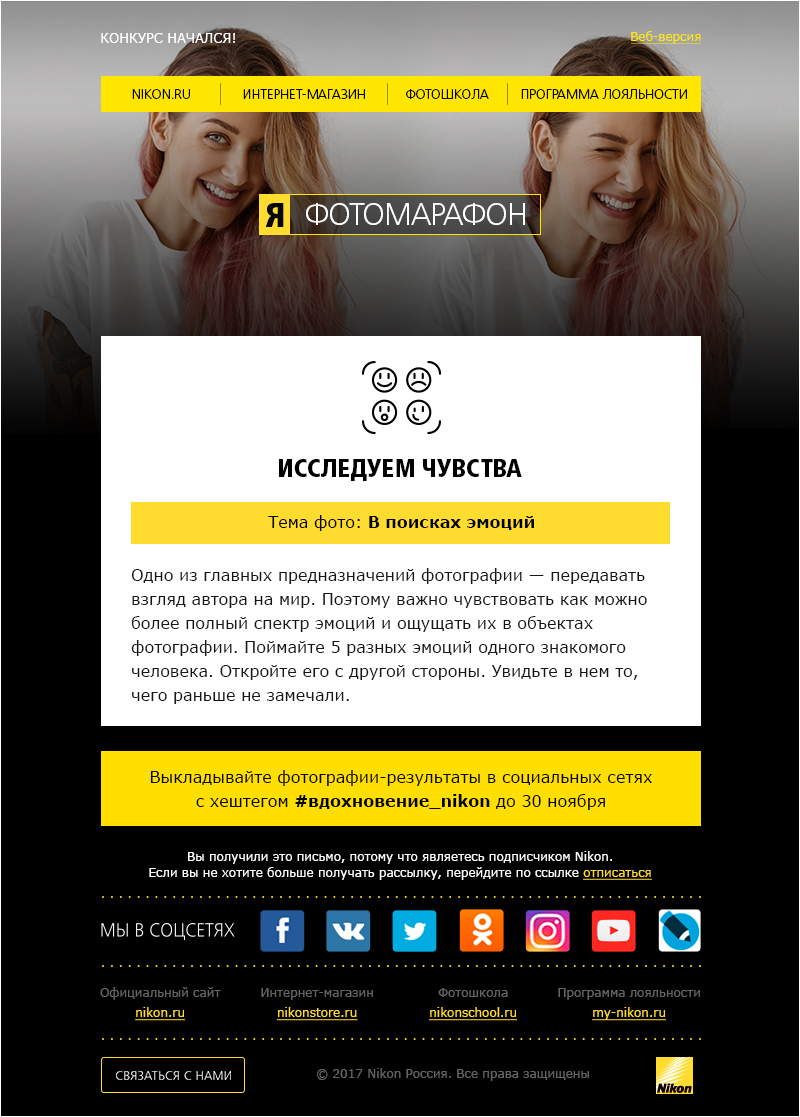 КОНКУРС НАЧАЛСЯ!
Веб-версия
NIKON.RU
ИНТЕРНЕТ-МАГАЗИН
ФОТОШКОЛА
ПРОГРАММА ЛОЯЛЬНОСТИ
Я ФОТОМАРАФОН
ИССЛЕДУЕМ ЧУВСТВА
Тема фото: В поисках эмоций
Одно из главных предназначений фотографии — передавать
взгляд автора на мир. Поэтому важно чувствовать как можно
более полный спектр эмоций и ощущать их в объектах
фотографии. Поймайте 5 разных эмоций одного знакомого
человека. Откройте его с другой стороны. Увидьте в нем то,
чего раньше не замечали.
Выкладывайте фотографии-результаты в социальных сетях
с хештегом #вдохновение_nikon до 30 ноября
Вы получили это письмо, потому что являетесь подписчиком Nikon.
Если вы не хотите больше получать рассылку, перейдите по ссылке отписаться
МЫ В СОЦСЕТЯХ
Официальный сайт
nikon.ru
Интернет-магазин
nikonstore.ru
Фотошкола
nikonschool.ru
Программа лояльности
my-nikon.ru
СВЯЗАТЬСЯ С НАМИ
© 2017 Nikon Россия. Все права защищены
Nikon